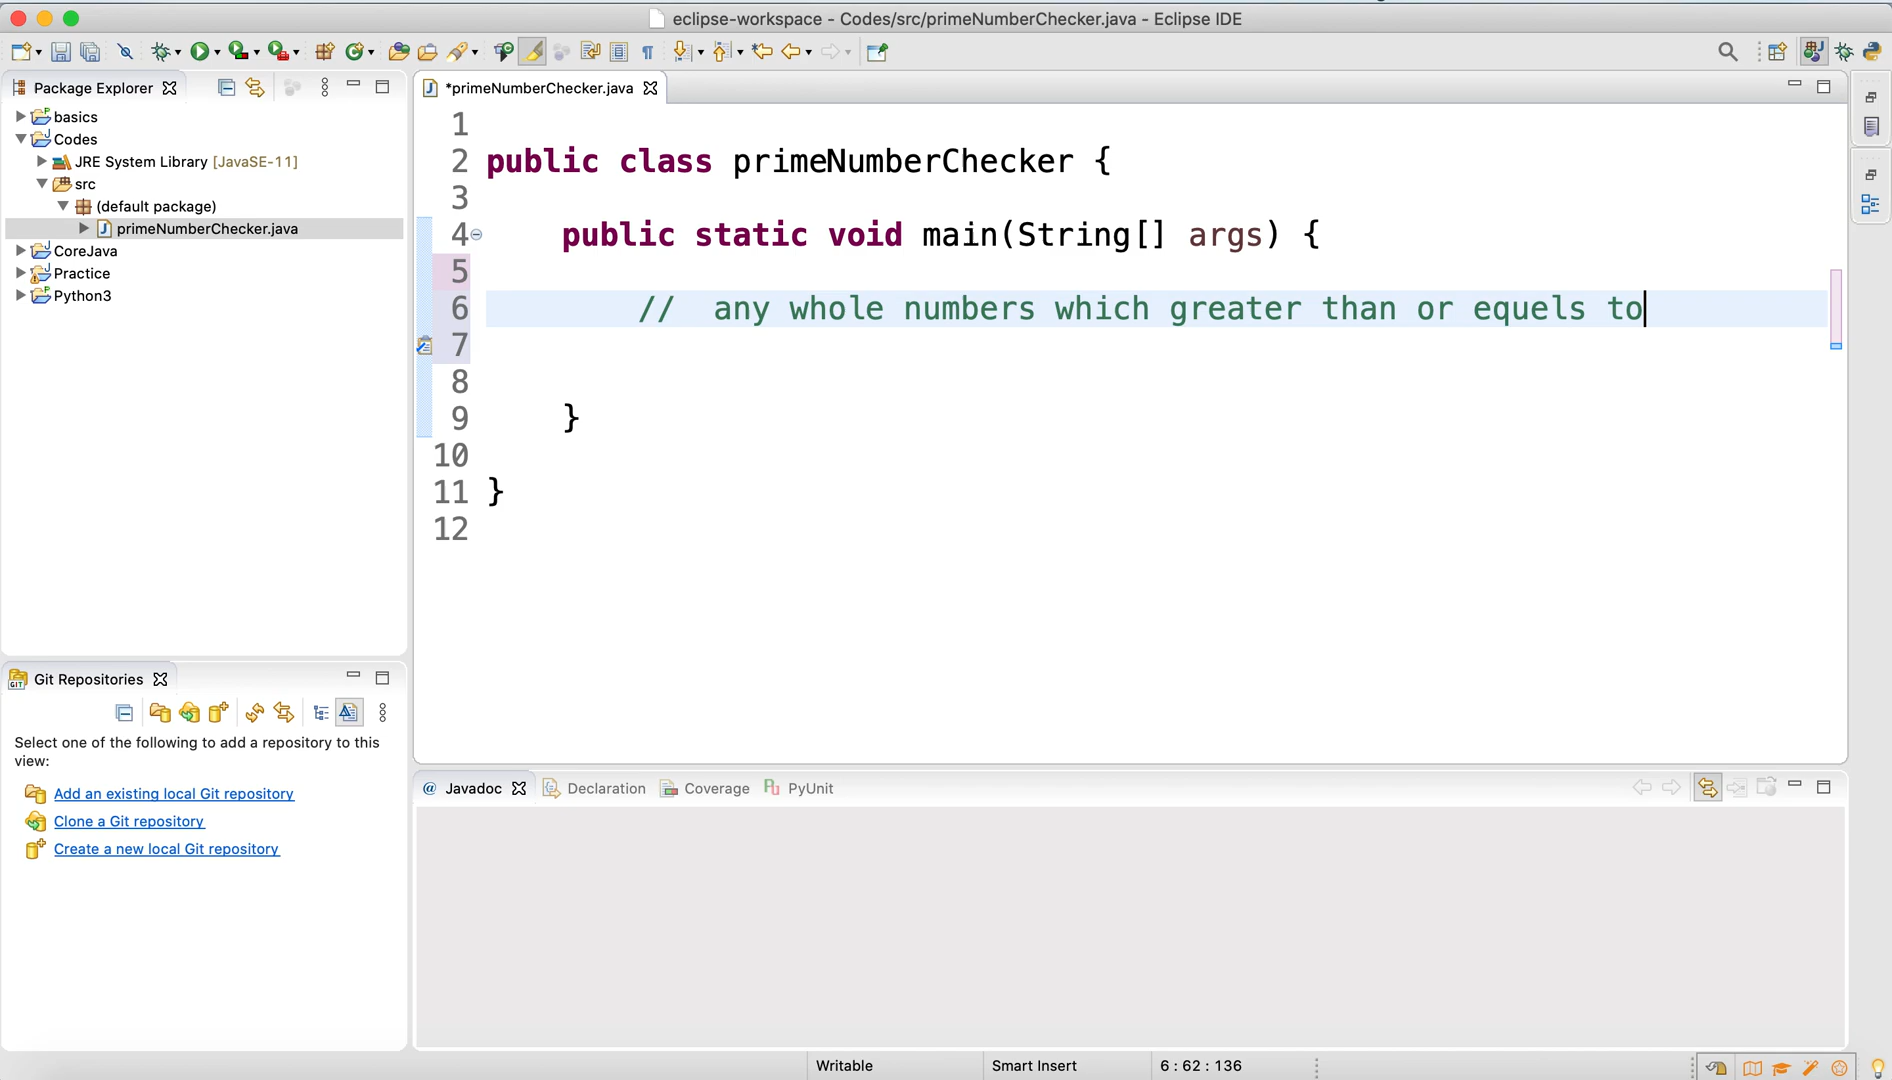 eclipse-workspace - Codes/src/primeNumberChecker.java - Eclipse IDE
Package Explorer
*primeNumberChecker.java
basics
Codes
JRE System Library [JavaSE-11]
src
(default package)
primeNumberChecker.java
CoreJava
Practice
Python3
1
2 public class primeNumberChecker {
3
4 public static void main(String[] args) {
5
6 // any whole numbers which greater than or equels to
7
8
9 }
10
11 }
12
Git Repositories
Select one of the following to add a repository to this
view:
Add an existing local Git repository
Clone a Git repository
Create a new local Git repository
@ Javadoc Declaration Coverage PyUnit
Writable Smart Insert 6 : 62 : 136